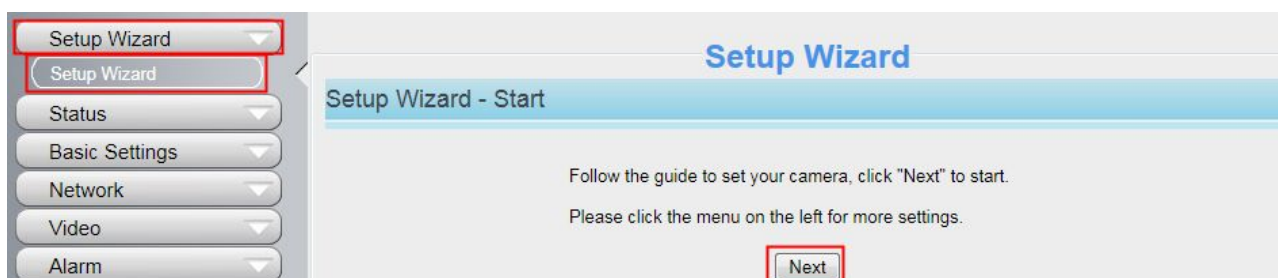 Setup Wizard
Setup Wizard
Status
Basic Settings
Network
Video
Alarm
Setup Wizard
Setup Wizard - Start
Follow the guide to set your camera, click "Next" to start.
Please click the menu on the left for more settings.
Next